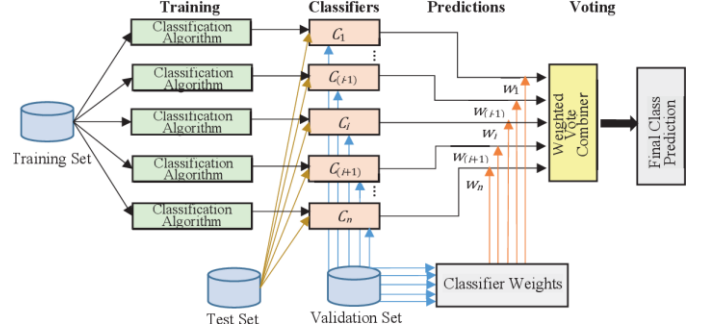 Training
Classifiers
Predictions
Voting
Classification
Algorithm
C1
...
Classification
Algorithm
C(i-1)
Classification
Algorithm
Ci
Classification
Algorithm
C(i+1)
...
Classification
Algorithm
Cn
Training Set
w1
w(i-1)
wi
w(i+1)
wn
Weighted
Vote
Combiner
Final Class
Prediction
Test Set
Validation Set
Classifier Weights